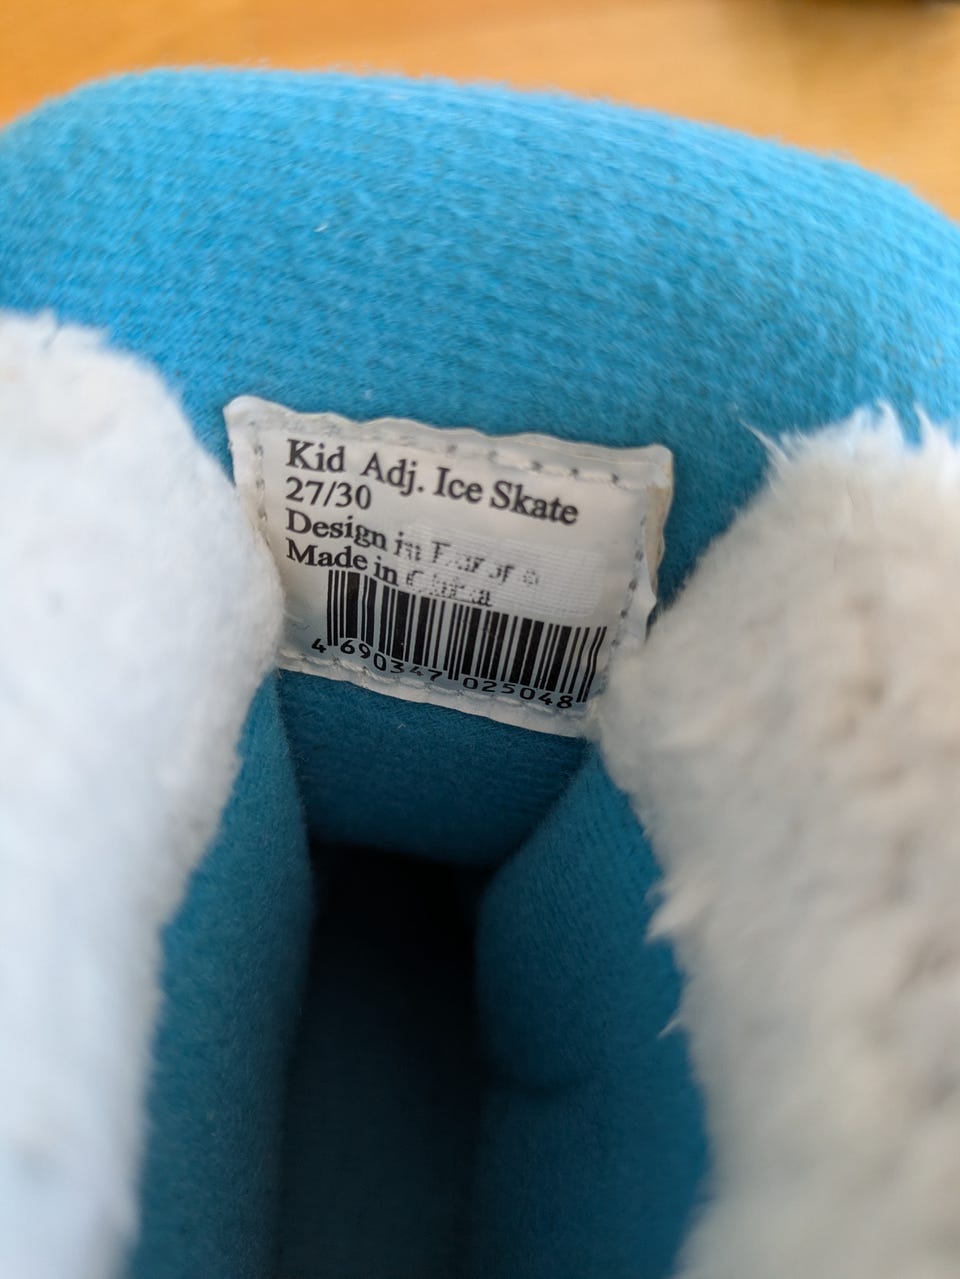 Kid Adj. Ice Skate
27/30
Design in
Made in
4 690347 025048